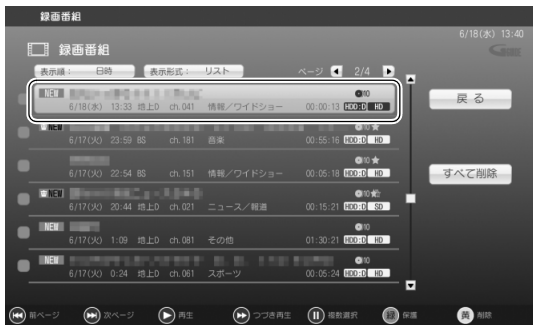 録画番組
6/18(水) 13:40
録画番組
表示順： 日時 表示形式： リスト ページ 2/4
NEW 10
6/18(水) 13:33 地上D ch.041 情報／ワイドショー 00:00:13 HDD:D HD
戻る
NEW 10★
6/17(火) 23:59 BS ch.181 音楽 00:55:16 HDD:D HD
10★
6/17(火) 22:54 BS ch.151 情報／ワイドショー 00:05:18 HDD:D HD
すべて削除
NEW 10
6/17(火) 20:44 地上D ch.021 ニュース／報道 00:15:21 HDD:D SD
NEW 10
6/17(火) 1:09 地上D ch.081 その他 01:30:21 HDD:D HD
NEW 10
6/17(火) 0:24 地上D ch.061 スポーツ 00:05:24 HDD:D HD
前ページ 次ページ 再生 つづき再生 複数選択 緑 保護 黄 削除